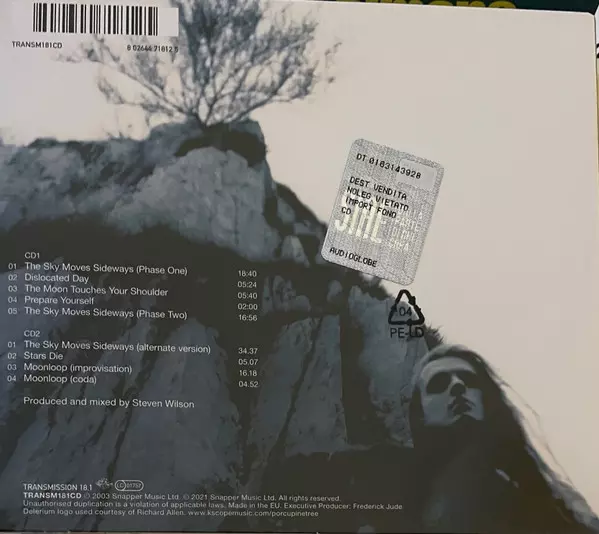 TRANSM181CD
8 02644 71812 5
DT 0163143928
DEST VENDITA
NOLEG VIETATO
IMPORT FONO
CD
SIAE
AUDIOGLOBE
04
PE-LD
CD1
01 The Sky Moves Sideways (Phase One) 18:40
02 Dislocated Day 05:24
03 The Moon Touches Your Shoulder 05:40
04 Prepare Yourself 02:00
05 The Sky Moves Sideways (Phase Two) 16:56
CD2
01 The Sky Moves Sideways (alternate version) 34.37
02 Stars Die 05.07
03 Moonloop (improvisation) 16.18
04 Moonloop (coda) 04.52
Produced and mixed by Steven Wilson
TRANSMISSION 18.1 LC 01757
TRANSM181CD ℗ 2003 Snapper Music Ltd. © 2021 Snapper Music Ltd. All rights reserved.
Unauthorised duplication is a violation of applicable laws. Made in the EU. Executive Producer: Frederick Jude
Delerium logo used courtesy of Richard Allen. www.kscopemusic.com/porcupinetree